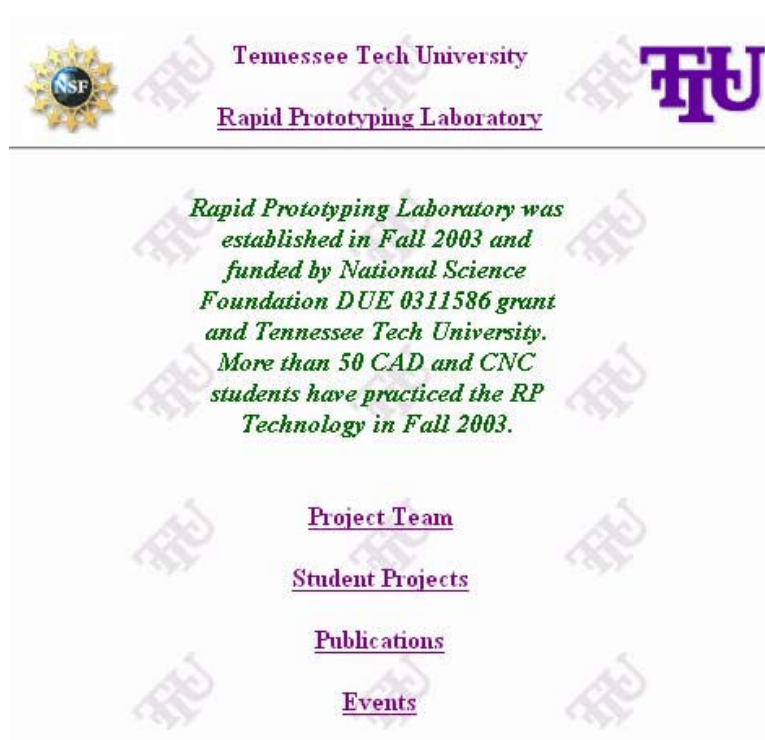 NSF
Tennessee Tech University
TTU
Rapid Prototyping Laboratory
Rapid Prototyping Laboratory was
established in Fall 2003 and
funded by National Science
Foundation DUE 0311586 grant
and Tennessee Tech University.
More than 50 CAD and CNC
students have practiced the RP
Technology in Fall 2003.
Project Team
Student Projects
Publications
Events